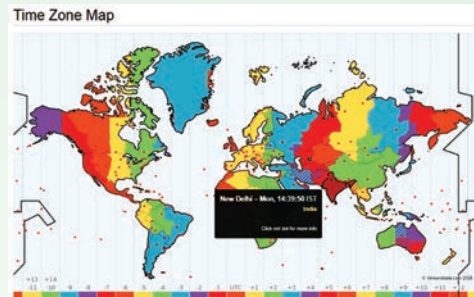 Time Zone Map
New Delhi – Mon, 14:39:50 IST
India
Click red dot for more info
+13 +14
-11 -10 -9 -8 -7 -6 -5 -4 -3 -2 -1 UTC +1 +2 +3 +4 +5 +6 +7 +8 +9 +10 +11 +12